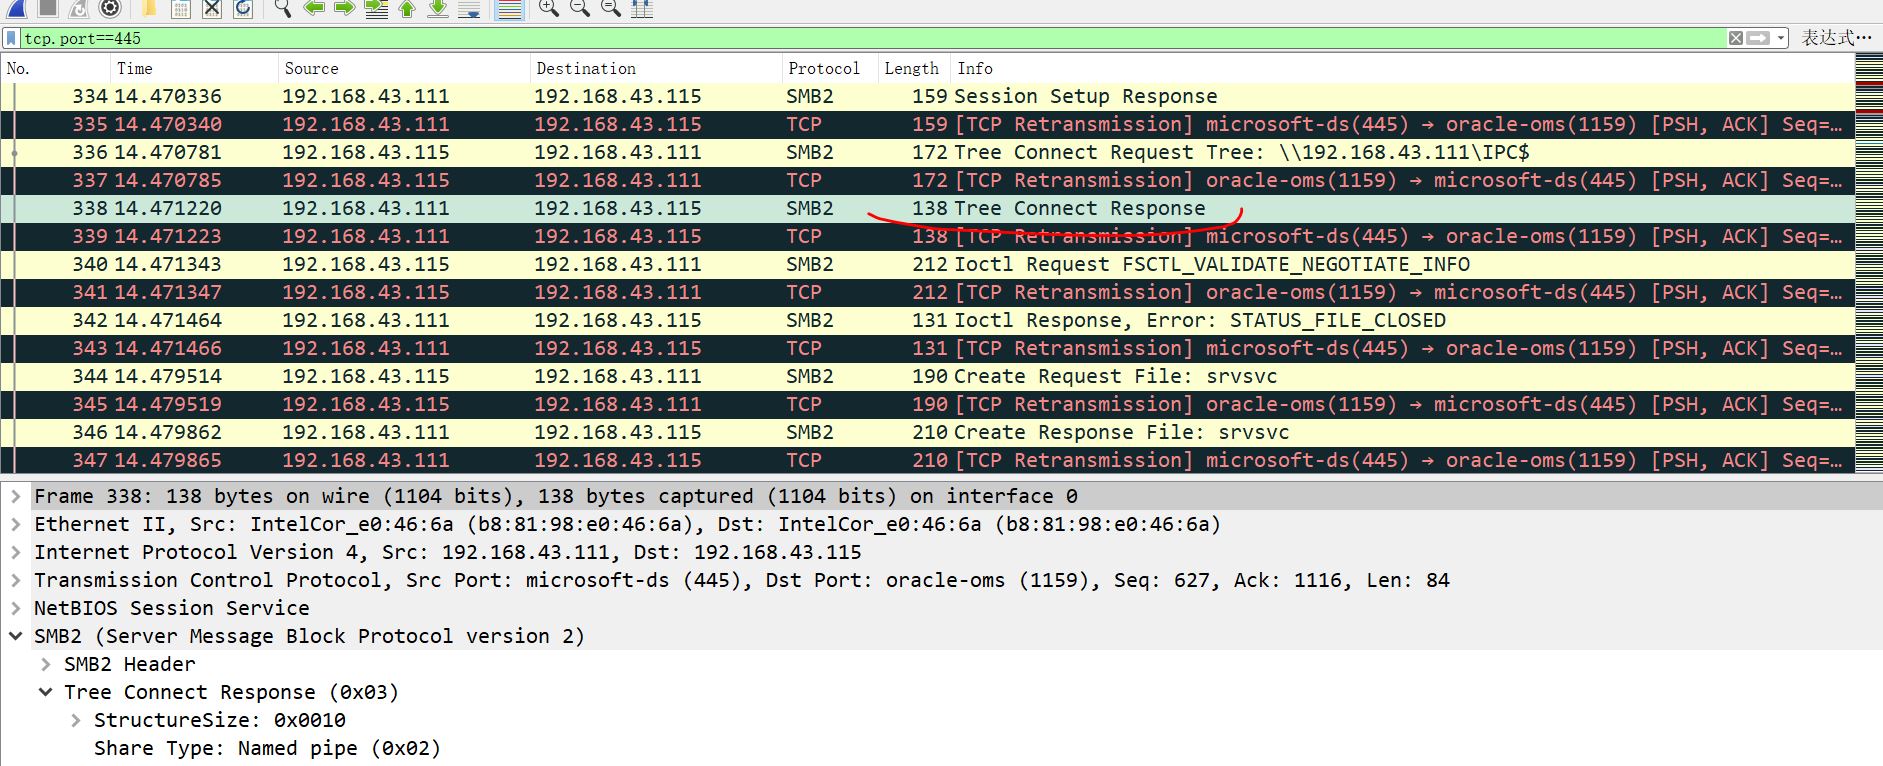 tcp.port==445 表达式…
No. Time Source Destination Protocol Length Info
334 14.470336 192.168.43.111 192.168.43.115 SMB2 159 Session Setup Response
335 14.470340 192.168.43.111 192.168.43.115 TCP 159 [TCP Retransmission] microsoft-ds(445) → oracle-oms(1159) [PSH, ACK] Seq=…
336 14.470781 192.168.43.115 192.168.43.111 SMB2 172 Tree Connect Request Tree: \\192.168.43.111\IPC$
337 14.470785 192.168.43.115 192.168.43.111 TCP 172 [TCP Retransmission] oracle-oms(1159) → microsoft-ds(445) [PSH, ACK] Seq=…
338 14.471220 192.168.43.111 192.168.43.115 SMB2 138 Tree Connect Response
339 14.471223 192.168.43.111 192.168.43.115 TCP 138 [TCP Retransmission] microsoft-ds(445) → oracle-oms(1159) [PSH, ACK] Seq=…
340 14.471343 192.168.43.115 192.168.43.111 SMB2 212 Ioctl Request FSCTL_VALIDATE_NEGOTIATE_INFO
341 14.471347 192.168.43.115 192.168.43.111 TCP 212 [TCP Retransmission] oracle-oms(1159) → microsoft-ds(445) [PSH, ACK] Seq=…
342 14.471464 192.168.43.111 192.168.43.115 SMB2 131 Ioctl Response, Error: STATUS_FILE_CLOSED
343 14.471466 192.168.43.111 192.168.43.115 TCP 131 [TCP Retransmission] microsoft-ds(445) → oracle-oms(1159) [PSH, ACK] Seq=…
344 14.479514 192.168.43.115 192.168.43.111 SMB2 190 Create Request File: srvsvc
345 14.479519 192.168.43.115 192.168.43.111 TCP 190 [TCP Retransmission] oracle-oms(1159) → microsoft-ds(445) [PSH, ACK] Seq=…
346 14.479862 192.168.43.111 192.168.43.115 SMB2 210 Create Response File: srvsvc
347 14.479865 192.168.43.111 192.168.43.115 TCP 210 [TCP Retransmission] microsoft-ds(445) → oracle-oms(1159) [PSH, ACK] Seq=…
Frame 338: 138 bytes on wire (1104 bits), 138 bytes captured (1104 bits) on interface 0
Ethernet II, Src: IntelCor_e0:46:6a (b8:81:98:e0:46:6a), Dst: IntelCor_e0:46:6a (b8:81:98:e0:46:6a)
Internet Protocol Version 4, Src: 192.168.43.111, Dst: 192.168.43.115
Transmission Control Protocol, Src Port: microsoft-ds (445), Dst Port: oracle-oms (1159), Seq: 627, Ack: 1116, Len: 84
NetBIOS Session Service
SMB2 (Server Message Block Protocol version 2)
SMB2 Header
Tree Connect Response (0x03)
StructureSize: 0x0010
Share Type: Named pipe (0x02)